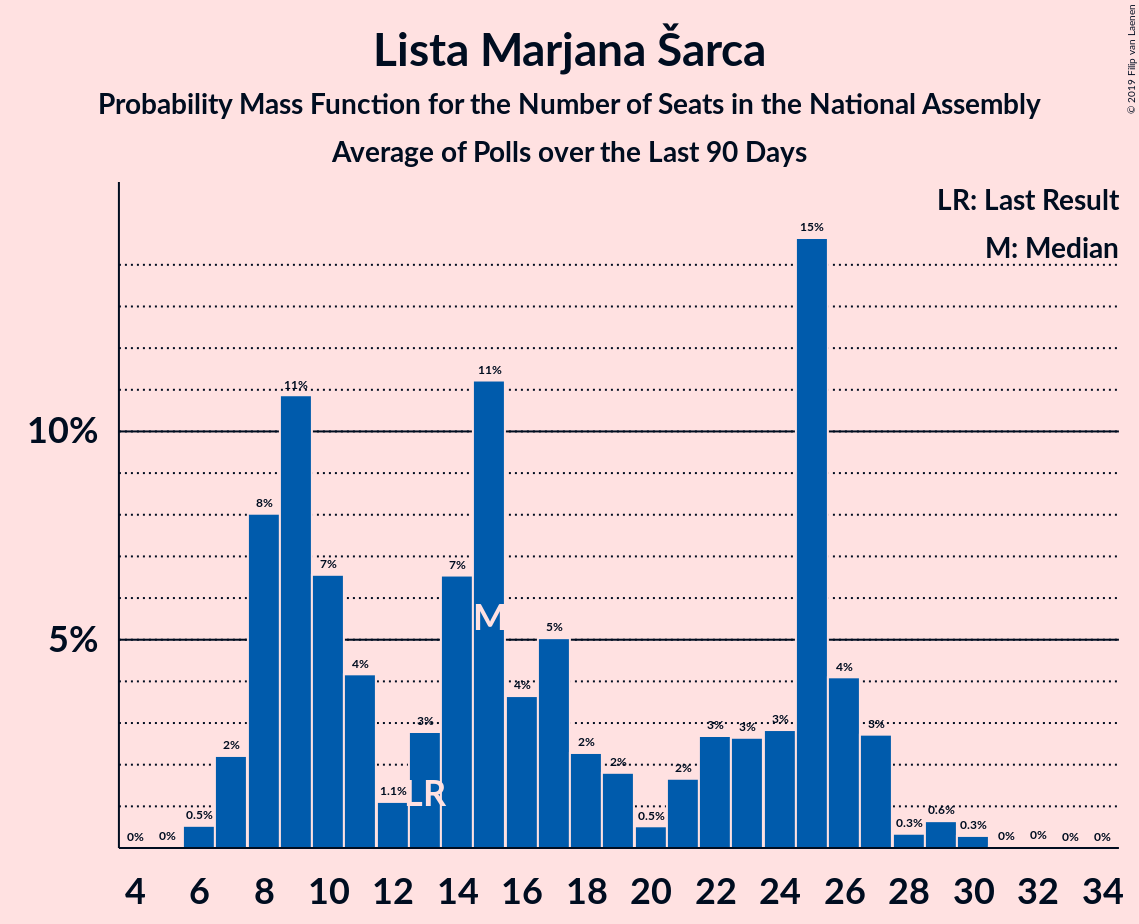 Lista Marjana Šarca
Probability Mass Function for the Number of Seats in the National Assembly
Average of Polls over the Last 90 Days
© 2019 Filip van Laenen
LR: Last Result
M: Median
10%
5%
0% 0% 0.5% 2% 8% 11% 7% 4% 1.1% 3% 7% 11% 4% 5% 2% 2% 0.5% 2% 3% 3% 3% 15% 4% 3% 0.3% 0.6% 0.3% 0% 0% 0% 0%
M
LR
4 6 8 10 12 14 16 18 20 22 24 26 28 30 32 34